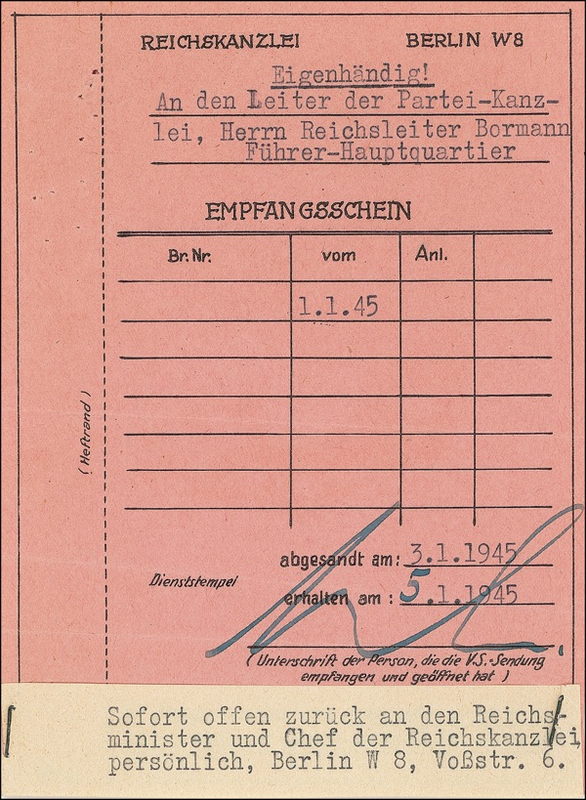 REICHSKANZLEI BERLIN W8
Eigenhändig!
An den Leiter der Partei-Kanz-
lei, Herrn Reichsleiter Bormann
Führer-Hauptquartier
EMPFANGSSCHEIN
Br. Nr. vom Anl.
1.1.45
(Heftrand)
abgesandt am: 3.1.1945
Dienststempel
erhalten am: 5.1.1945
(Unterschrift der Person, die die V.S.-Sendung
empfangen und geöffnet hat)
Sofort offen zurück an den Reichs-
minister und Chef der Reichskanzlei,
persönlich, Berlin W 8, Voßstr. 6.